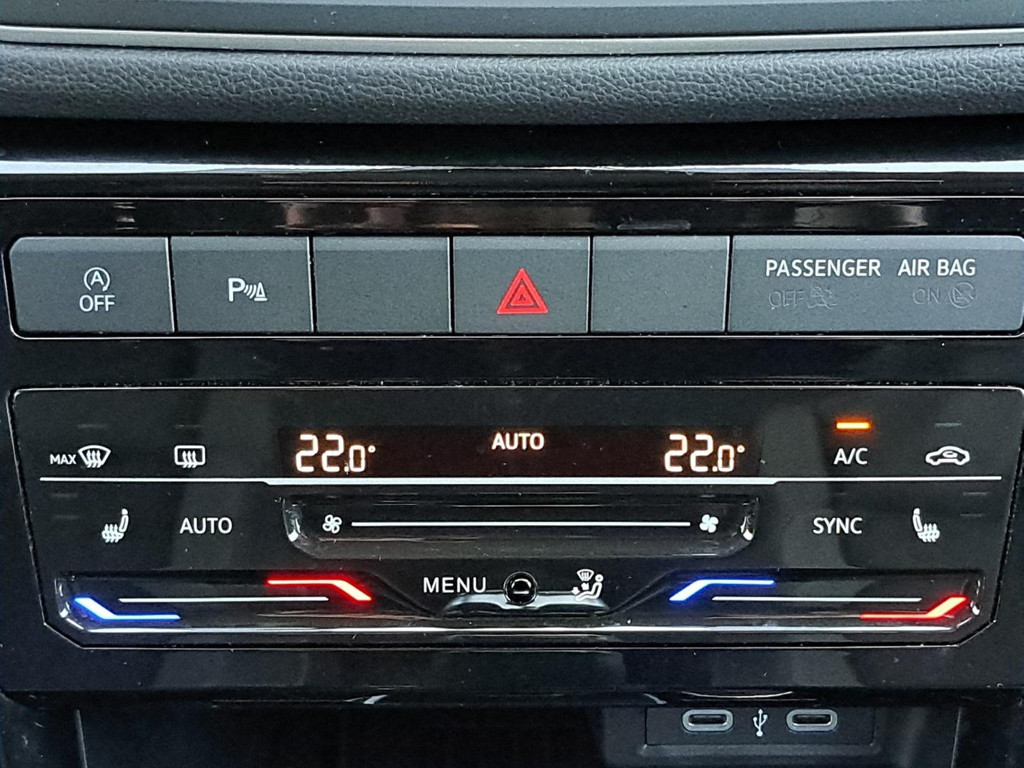 A
OFF
P
PASSENGER AIR BAG
OFF ON
MAX
22.0°
AUTO
22.0°
A/C
AUTO
SYNC
MENU